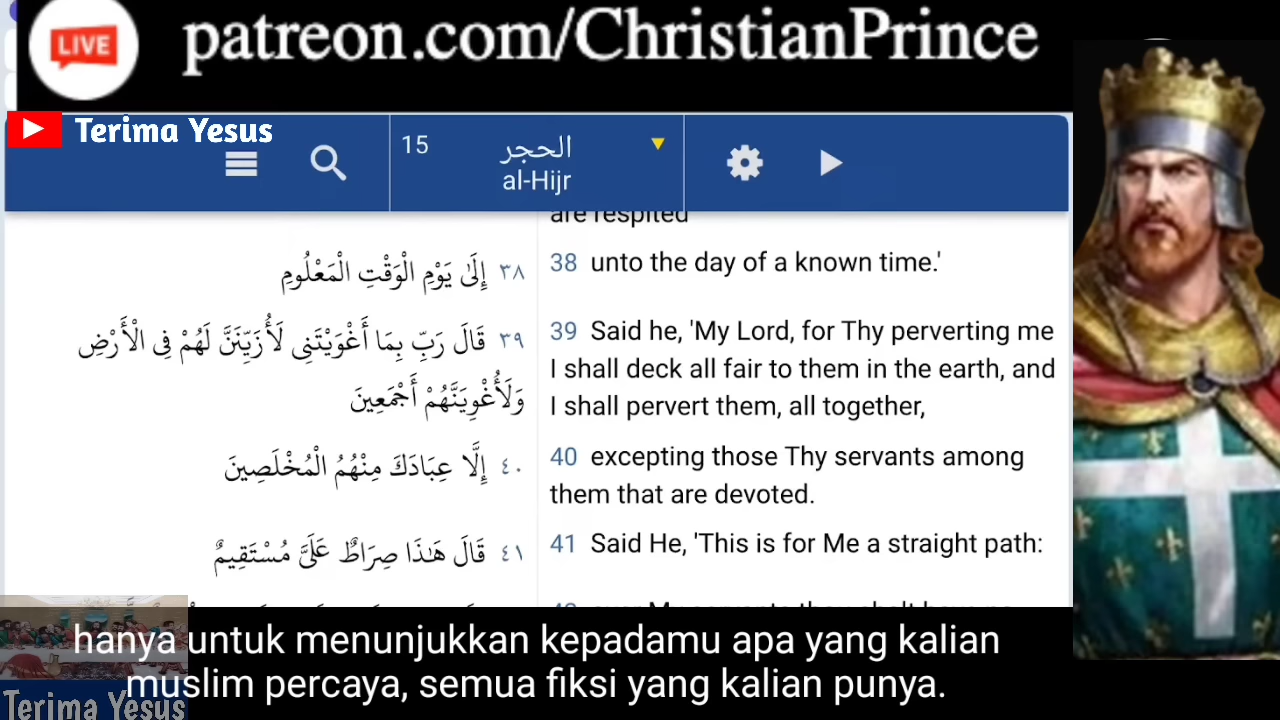 LIVE
patreon.com/ChristianPrince
Terima Yesus
15
الحجر
al-Hijr
are respited
٣٨ إِلَىٰ يَوْمِ الْوَقْتِ الْمَعْلُومِ
38 unto the day of a known time.'
٣٩ قَالَ رَبِّ بِمَا أَغْوَيْتَنِى لَأُزَيِّنَنَّ لَهُمْ فِى الْأَرْضِ
وَلَأُغْوِيَنَّهُمْ أَجْمَعِينَ
39 Said he, 'My Lord, for Thy perverting me
I shall deck all fair to them in the earth, and
I shall pervert them, all together,
٤٠ إِلَّا عِبَادَكَ مِنْهُمُ الْمُخْلَصِينَ
40 excepting those Thy servants among
them that are devoted.
٤١ قَالَ هَـٰذَا صِرَاطٌ عَلَىَّ مُسْتَقِيمٌ
41 Said He, 'This is for Me a straight path:
hanya untuk menunjukkan kepadamu apa yang kalian
muslim percaya, semua fiksi yang kalian punya.
Terima Yesus